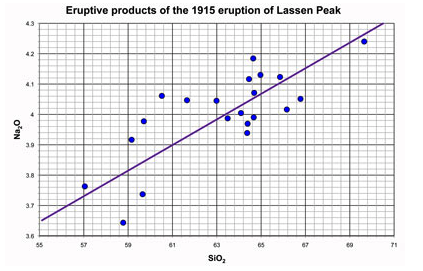 Eruptive products of the 1915 eruption of Lassen Peak
4.3
4.2
4.1
4
3.9
3.8
3.7
3.6
Na₂O
55 57 59 61 63 65 67 69 71
SiO₂